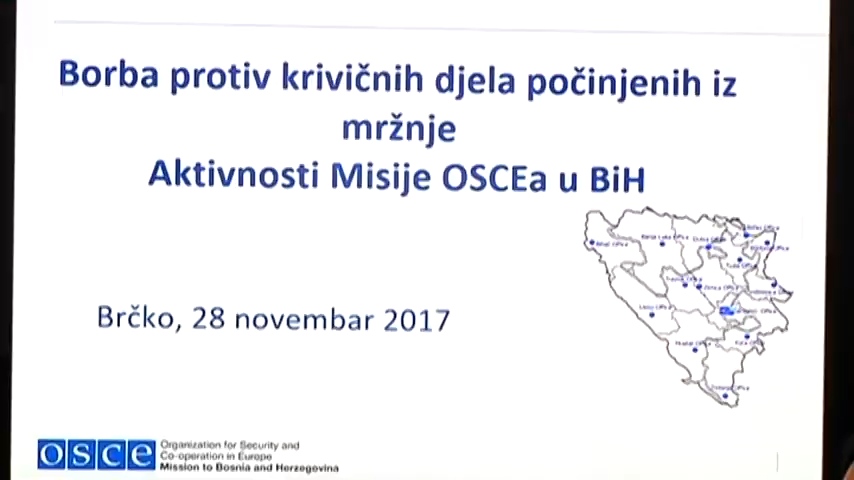 Borba protiv krivičnih djela počinjenih iz
mržnje
Aktivnosti Misije OSCEa u BiH
Brčko, 28 novembar 2017
osce
Organization for Security and
Co-operation in Europe
Mission to Bosnia and Herzegovina